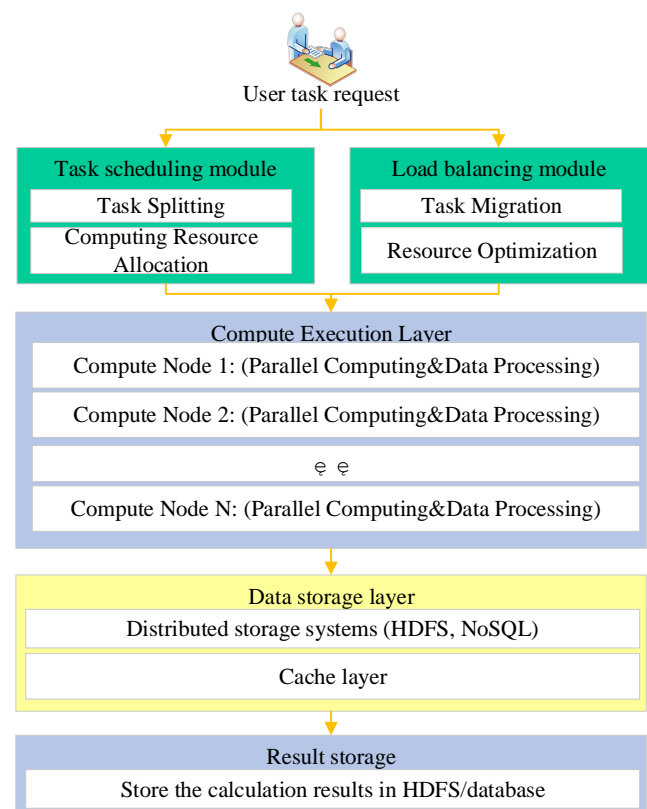 User task request
Task scheduling module
Task Splitting
Computing Resource
Allocation
Load balancing module
Task Migration
Resource Optimization
Compute Execution Layer
Compute Node 1: (Parallel Computing&Data Processing)
Compute Node 2: (Parallel Computing&Data Processing)
ę ę
Compute Node N: (Parallel Computing&Data Processing)
Data storage layer
Distributed storage systems (HDFS, NoSQL)
Cache layer
Result storage
Store the calculation results in HDFS/database